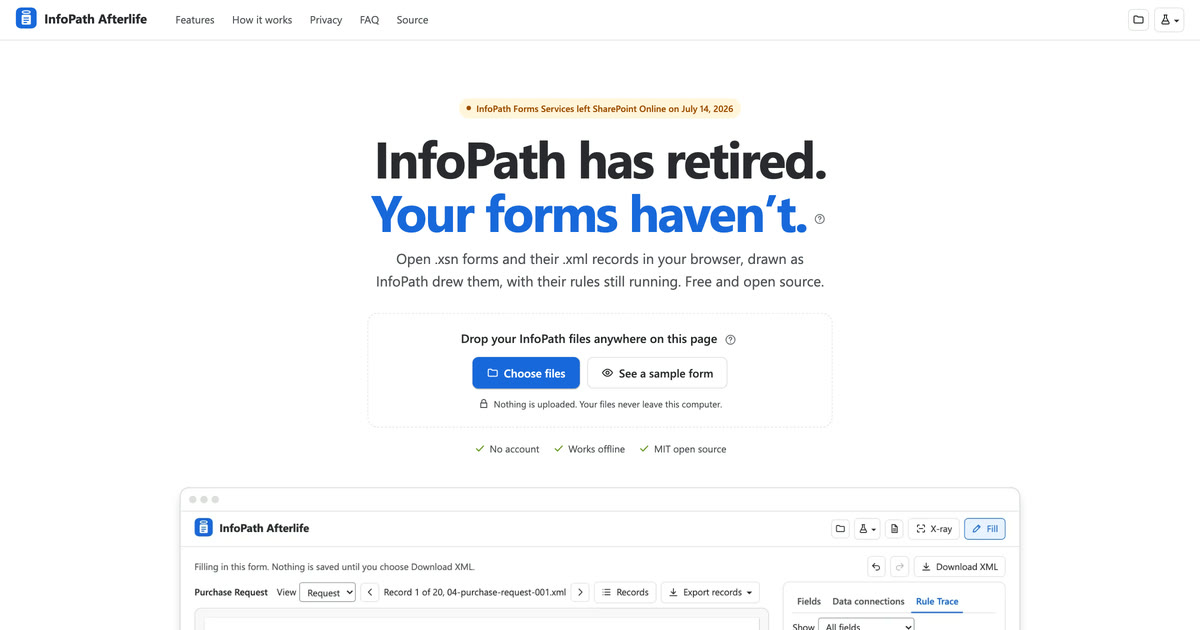 InfoPath Afterlife
Features
How it works
Privacy
FAQ
Source
InfoPath Forms Services left SharePoint Online on July 14, 2026
InfoPath has retired.
Your forms haven’t.
Open .xsn forms and their .xml records in your browser, drawn as
InfoPath drew them, with their rules still running. Free and open source.
Drop your InfoPath files anywhere on this page
Choose files
See a sample form
Nothing is uploaded. Your files never leave this computer.
No account
Works offline
MIT open source
InfoPath Afterlife
X-ray
Fill
Filling in this form. Nothing is saved until you choose Download XML.
Download XML
Purchase Request
View
Request
Record 1 of 20, 04-purchase-request-001.xml
Records
Export records
Fields
Data connections
Rule Trace
Show
All fields